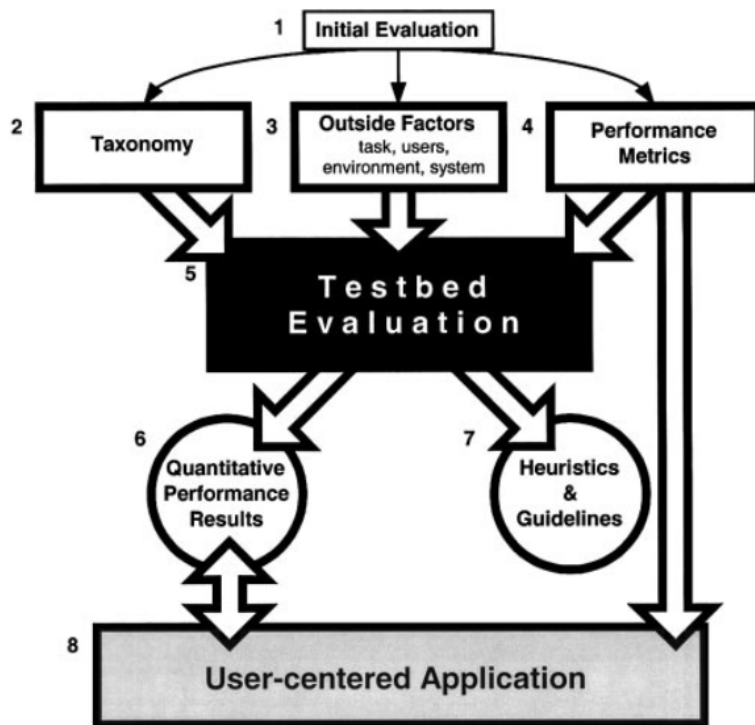 1 Initial Evaluation
2 Taxonomy
3 Outside Factors
task, users,
environment, system
4 Performance
Metrics
5 Testbed
Evaluation
6 Quantitative
Performance
Results
7 Heuristics
&
Guidelines
8 User-centered Application